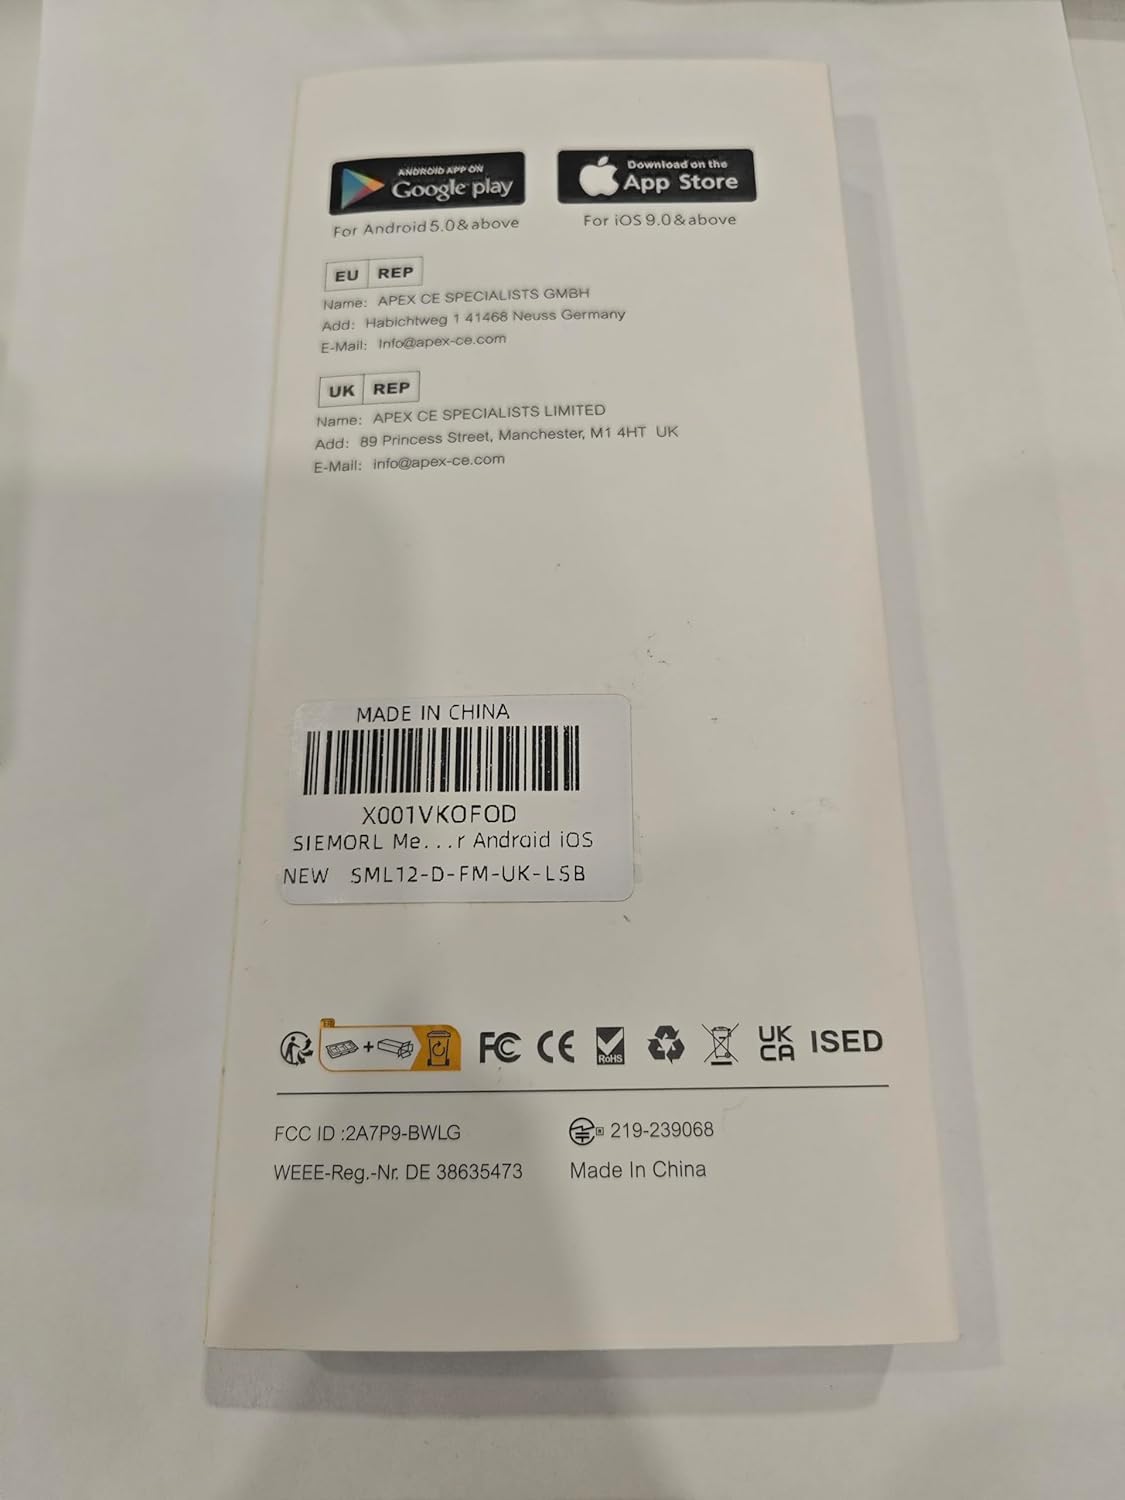 ANDROID APP ON
Google play
Download on the
App Store
For Android 5.0&above
For iOS 9.0&above
EU REP
Name: APEX CE SPECIALISTS GMBH
Add: Habichtweg 1 41468 Neuss Germany
E-Mail: Info@apex-ce.com
UK REP
Name: APEX CE SPECIALISTS LIMITED
Add: 89 Princess Street, Manchester, M1 4HT UK
E-Mail: info@apex-ce.com
MADE IN CHINA
X001VKOFOD
SIEMORL Me...r Android iOS
NEW SML12-D-FM-UK-LSB
FC CE RoHS UK CA ISED
FCC ID :2A7P9-BWLG
219-239068
WEEE-Reg.-Nr. DE 38635473
Made In China